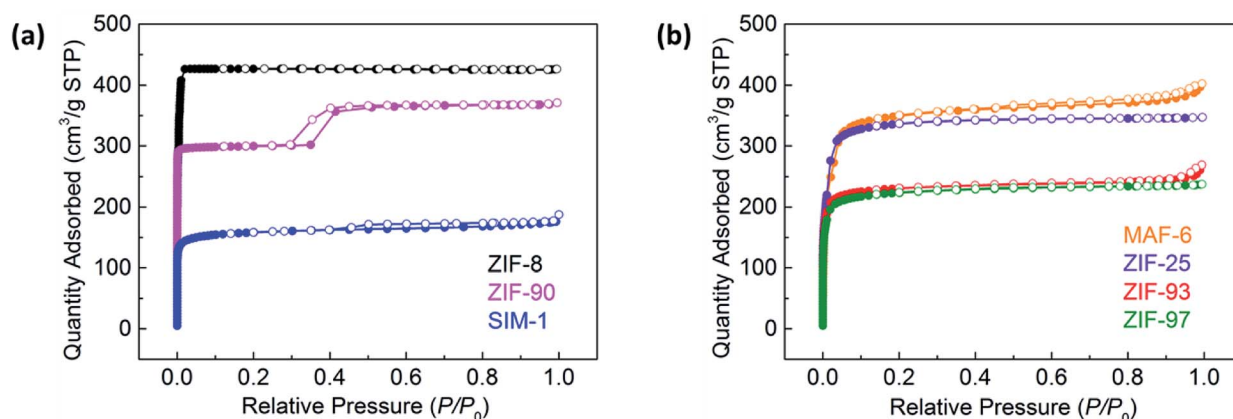 (a)
Quantity Adsorbed (cm³/g STP)
500
400
300
200
100
0
ZIF-8
ZIF-90
SIM-1
0.0 0.2 0.4 0.6 0.8 1.0
Relative Pressure (P/P₀)
(b)
Quantity Adsorbed (cm³/g STP)
500
400
300
200
100
0
MAF-6
ZIF-25
ZIF-93
ZIF-97
0.0 0.2 0.4 0.6 0.8 1.0
Relative Pressure (P/P₀)